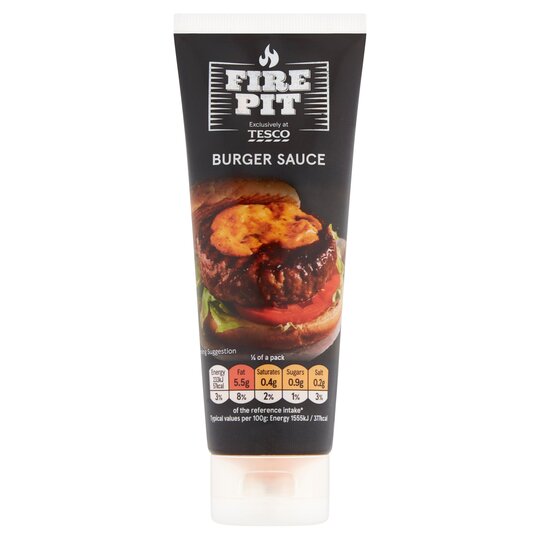 FIRE
PIT
Exclusively at
TESCO
BURGER SAUCE
Suggestion
¼ of a pack
Energy Fat Saturates Sugars Salt
57kcal 5.5g 0.4g 0.9g 0.2g
3% 8% 2% 1% 3%
of the reference intake*
Typical values per 100g: Energy 1555kJ / 377kcal